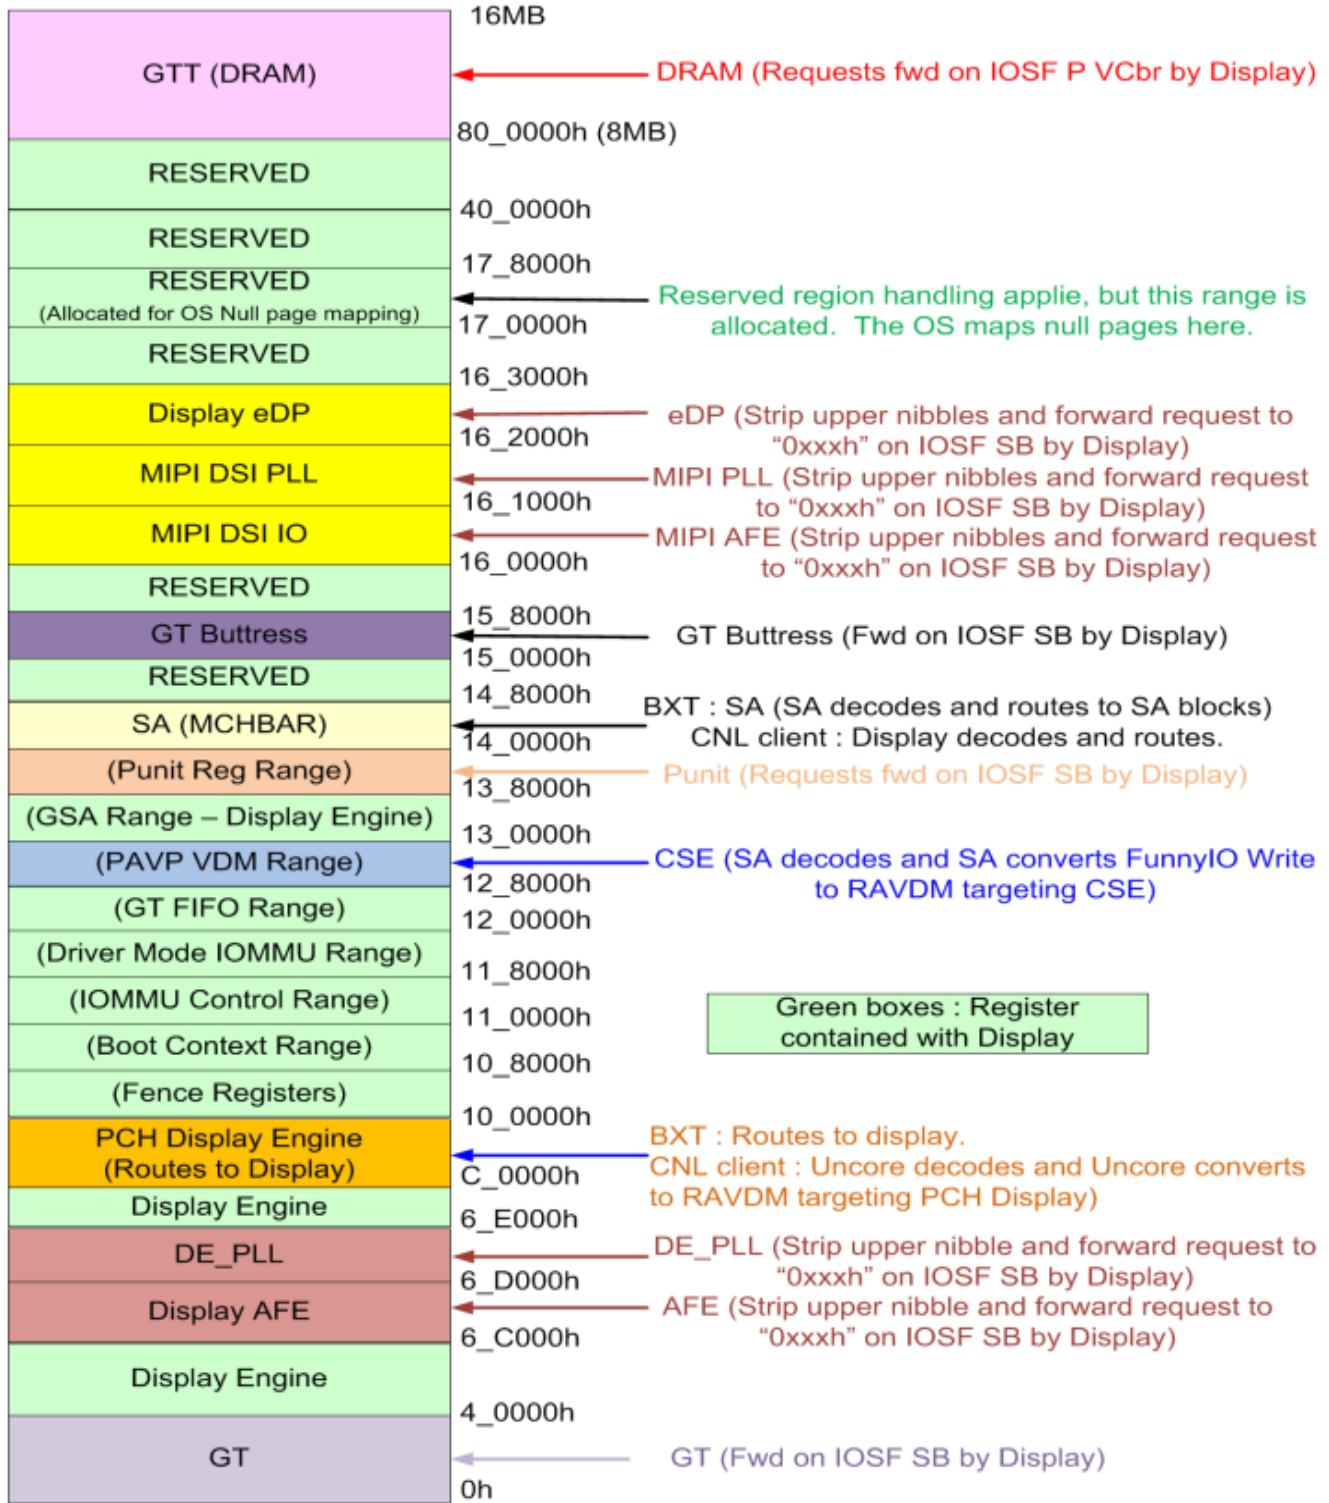 16MB
GTT (DRAM)
DRAM (Requests fwd on IOSF P VCbr by Display)
80_0000h (8MB)
RESERVED
40_0000h
RESERVED
17_8000h
RESERVED
(Allocated for OS Null page mapping)
Reserved region handling applie, but this range is
allocated.  The OS maps null pages here.
17_0000h
RESERVED
16_3000h
Display eDP
eDP (Strip upper nibbles and forward request to
“0xxxh” on IOSF SB by Display)
16_2000h
MIPI DSI PLL
MIPI PLL (Strip upper nibbles and forward request
to “0xxxh” on IOSF SB by Display)
16_1000h
MIPI DSI IO
MIPI AFE (Strip upper nibbles and forward request
to “0xxxh” on IOSF SB by Display)
16_0000h
RESERVED
15_8000h
GT Buttress
GT Buttress (Fwd on IOSF SB by Display)
15_0000h
RESERVED
14_8000h
SA (MCHBAR)
BXT : SA (SA decodes and routes to SA blocks)
CNL client : Display decodes and routes.
14_0000h
(Punit Reg Range)
Punit (Requests fwd on IOSF SB by Display)
13_8000h
(GSA Range – Display Engine)
13_0000h
(PAVP VDM Range)
CSE (SA decodes and SA converts FunnyIO Write
to RAVDM targeting CSE)
12_8000h
(GT FIFO Range)
12_0000h
(Driver Mode IOMMU Range)
11_8000h
(IOMMU Control Range)
11_0000h
Green boxes : Register
contained with Display
(Boot Context Range)
10_8000h
(Fence Registers)
10_0000h
PCH Display Engine
(Routes to Display)
BXT : Routes to display.
CNL client : Uncore decodes and Uncore converts
to RAVDM targeting PCH Display)
C_0000h
Display Engine
6_E000h
DE_PLL
DE_PLL (Strip upper nibble and forward request to
“0xxxh” on IOSF SB by Display)
6_D000h
Display AFE
AFE (Strip upper nibble and forward request to
“0xxxh” on IOSF SB by Display)
6_C000h
Display Engine
4_0000h
GT
GT (Fwd on IOSF SB by Display)
0h